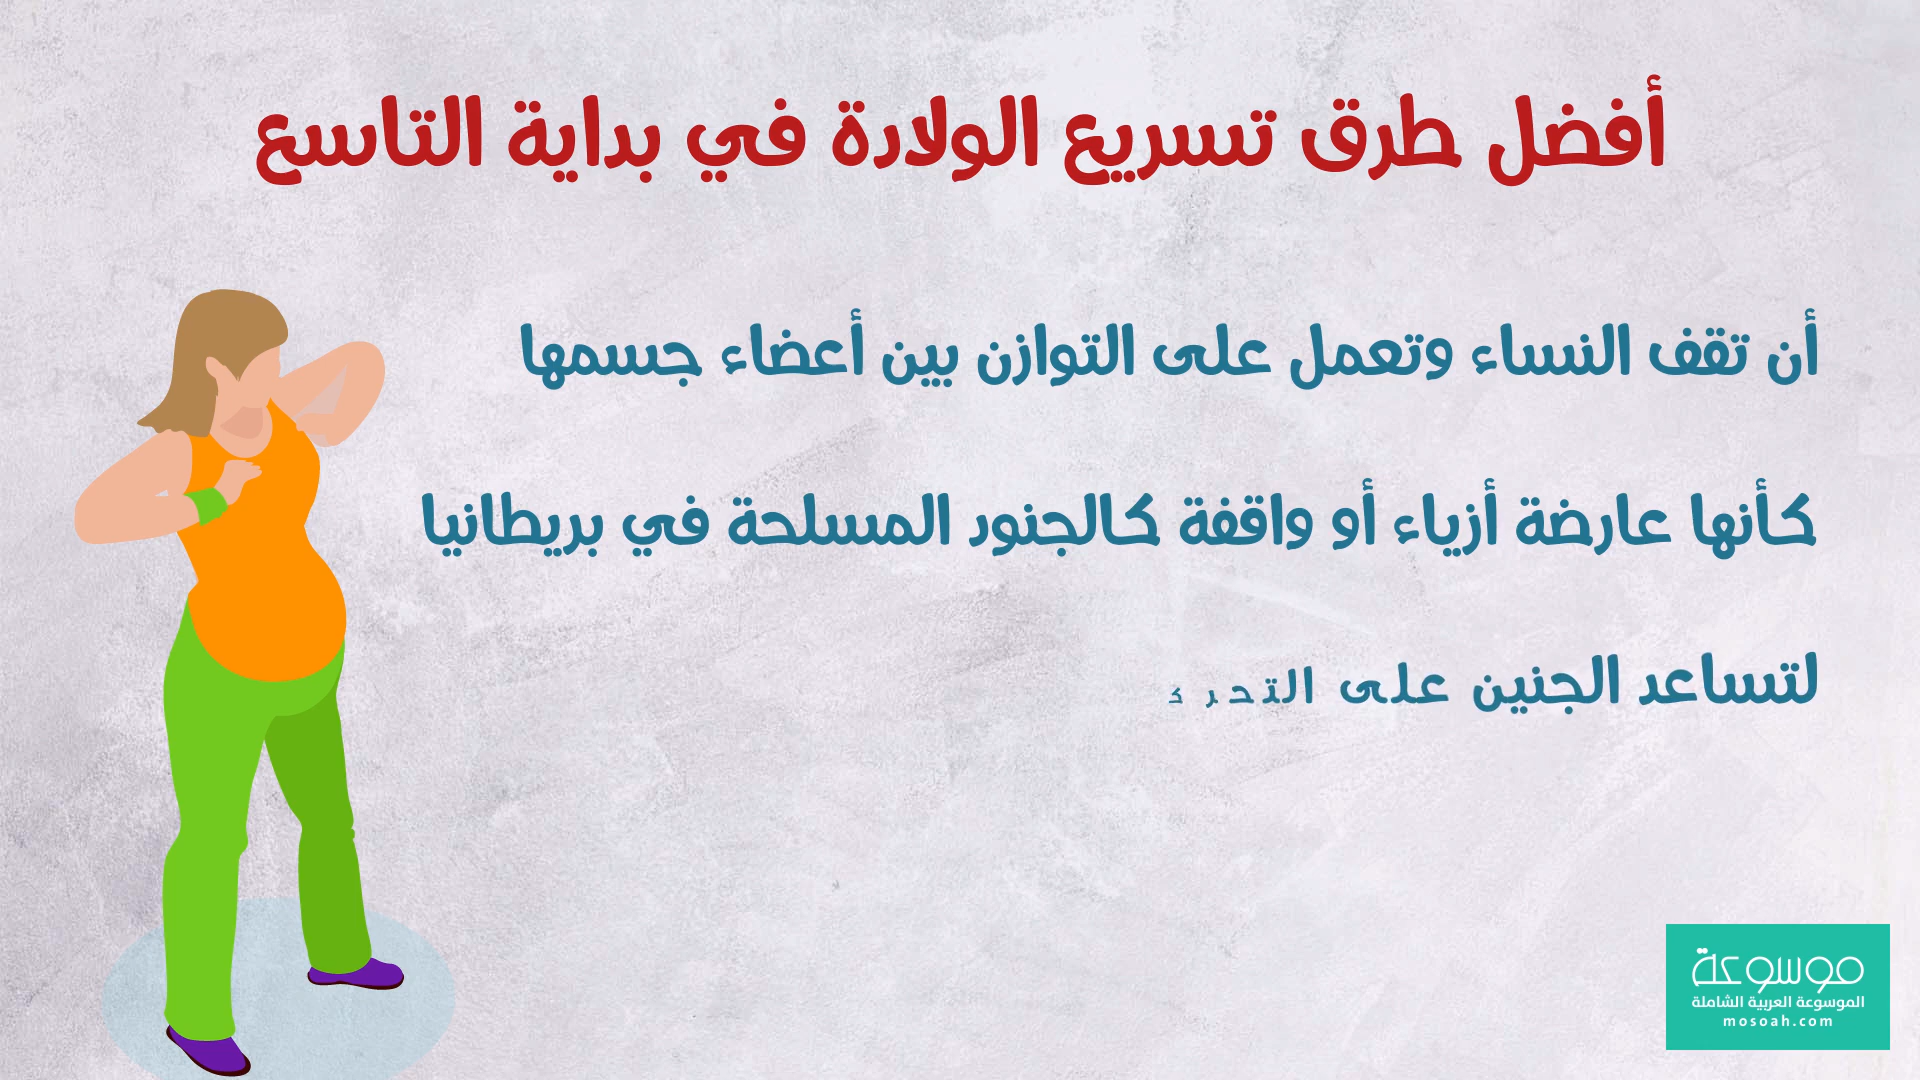 أفضل طرق تسريع الولادة في بداية التاسع
أن تقف النساء وتعمل على التوازن بين أعضاء جسمها
كأنها عارضة أزياء أو واقفة كالجنود المسلحة في بريطانيا
لتساعد الجنين على التحرك
موسوعة
الموسوعة العربية الشاملة
mosoah.com